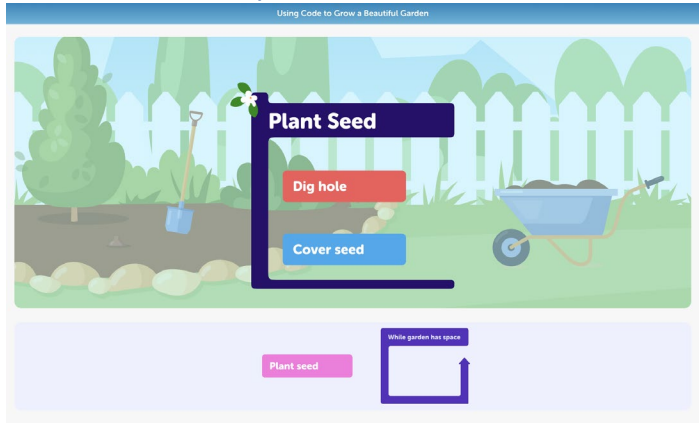 Using Code to Grow a Beautiful Garden
Plant Seed
Dig hole
Cover seed
While garden has space
Plant seed